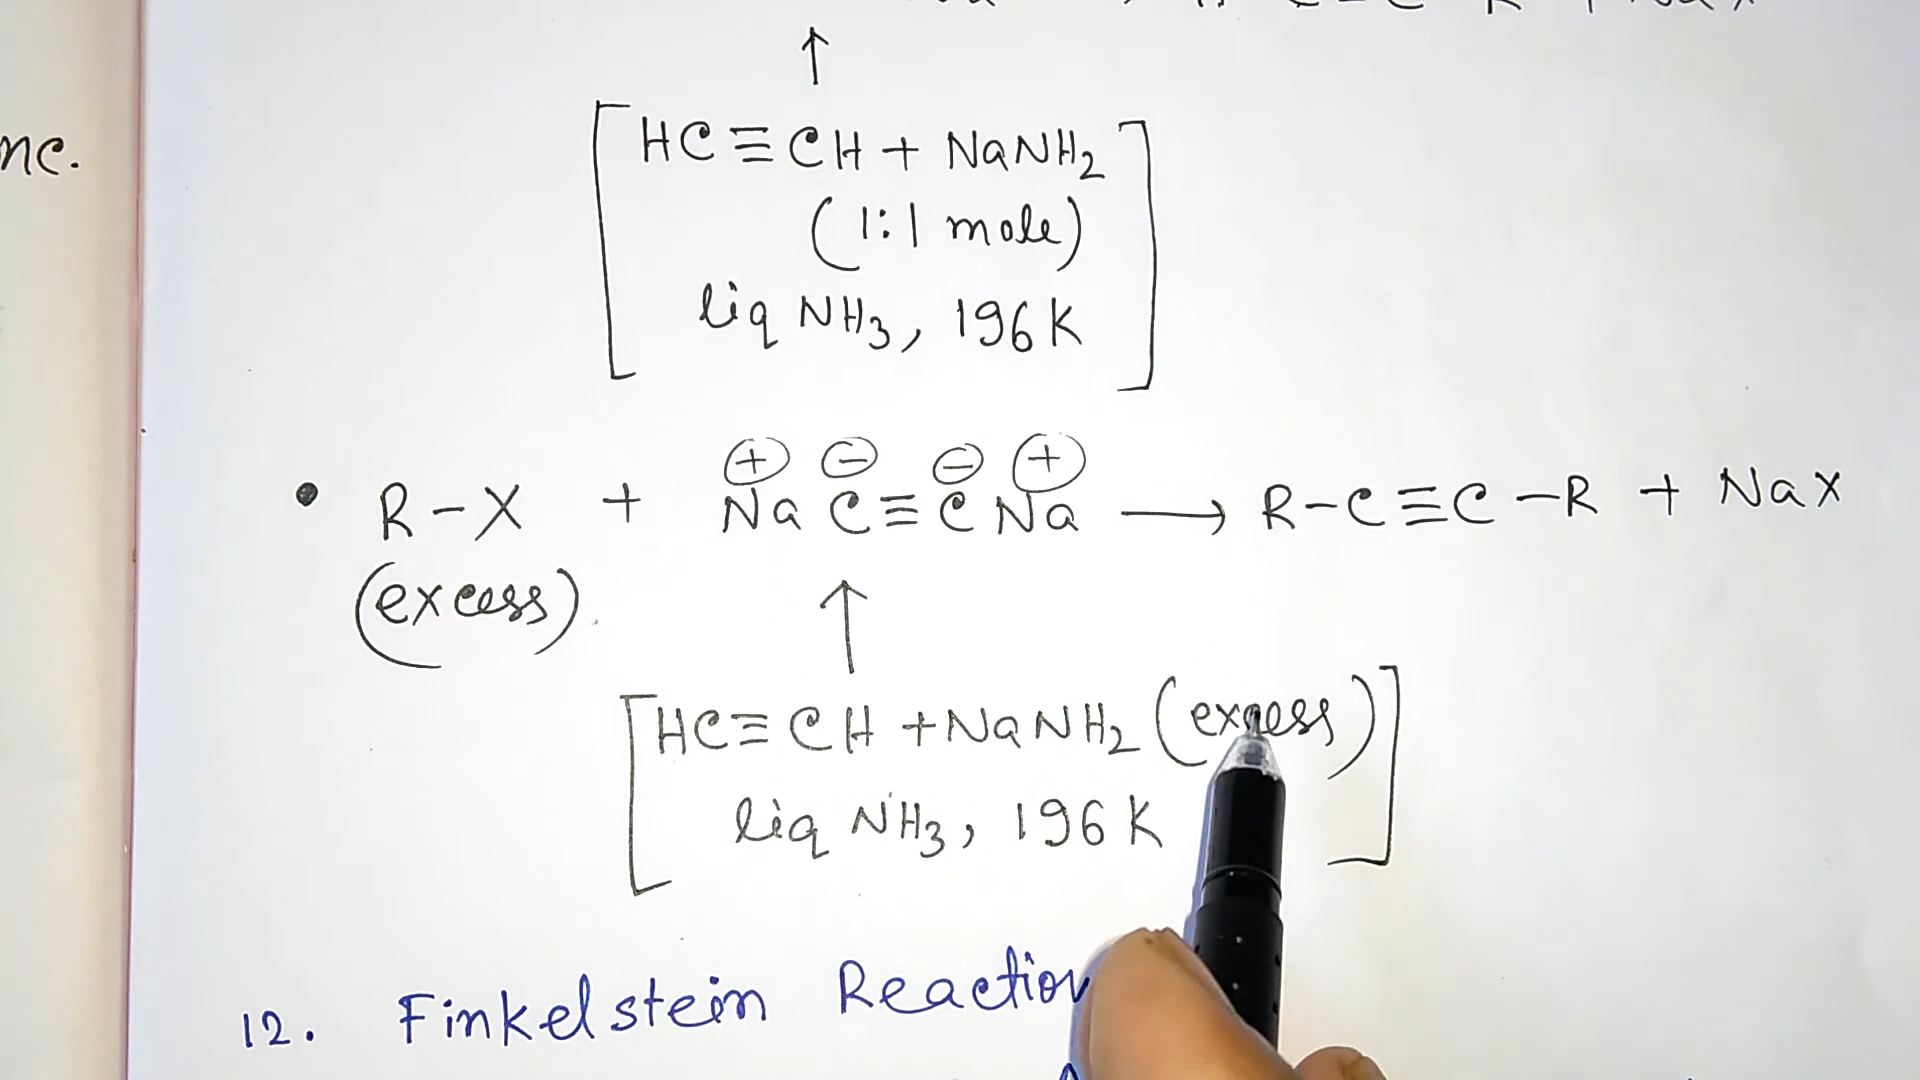 nc.
HC≡CH + NaNH₂
(1:1 mole)
liq NH₃, 196 K
• R-X + Na⊕ C⊖≡C⊖ Na⊕ → R-C≡C-R + NaX
(excess)
HC≡CH + NaNH₂ (excess)
liq NH₃, 196 K
12. Finkelstein Reaction